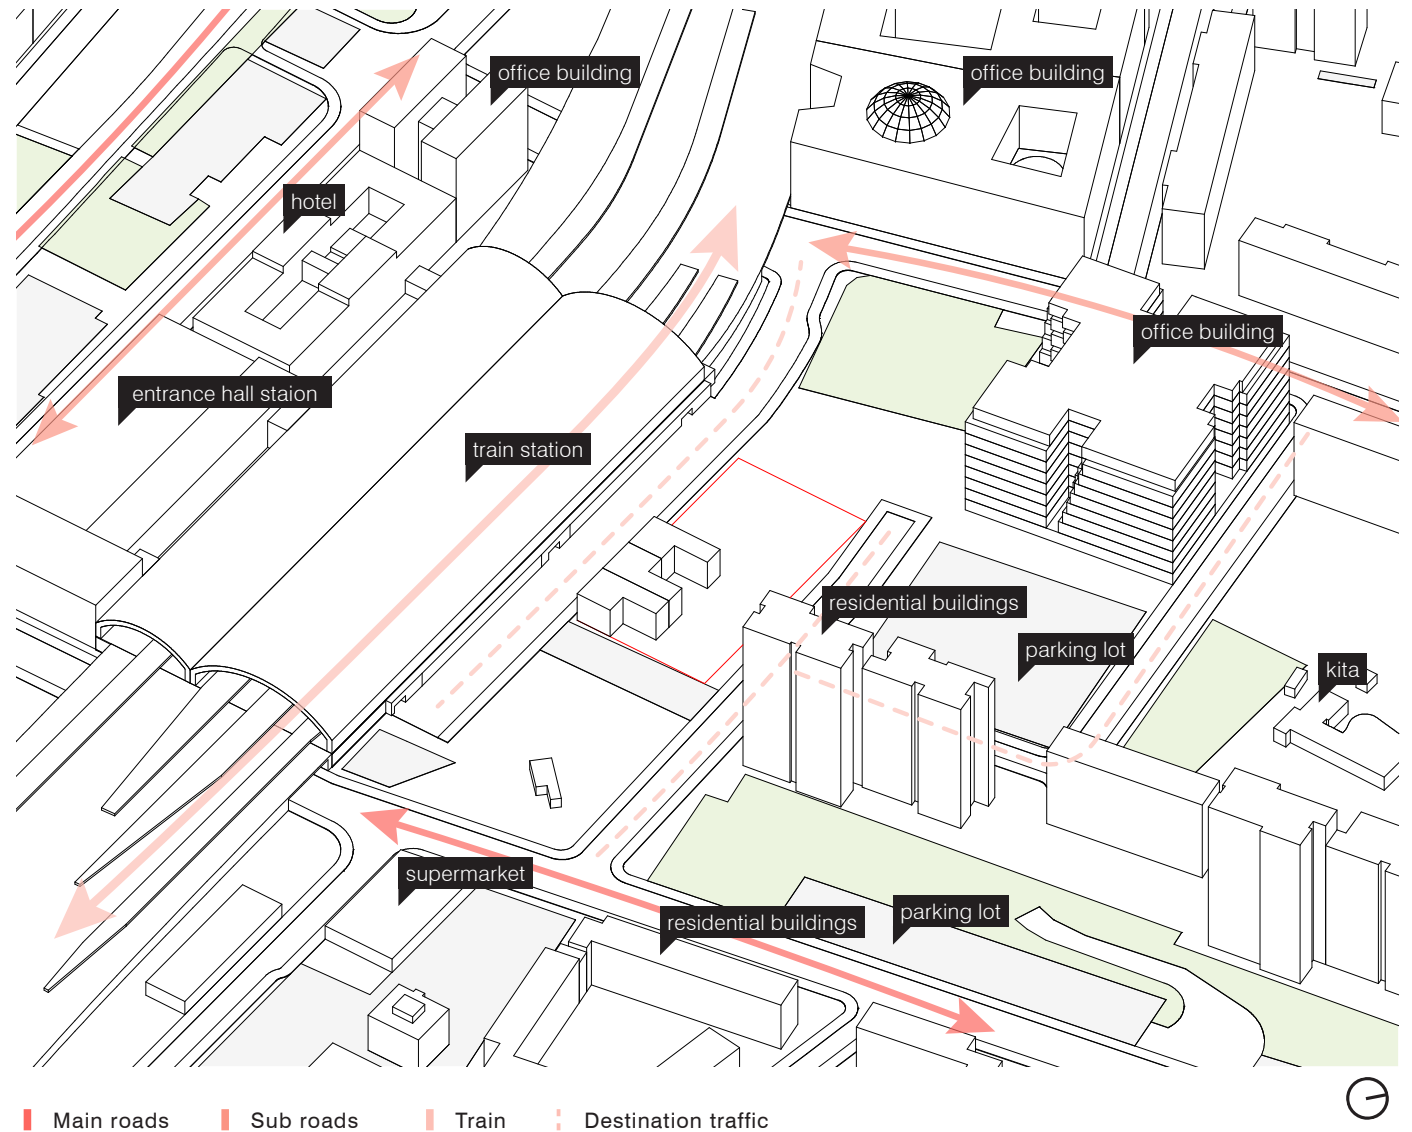 office building
office building
hotel
office building
entrance hall staion
train station
residential buildings
parking lot
kita
supermarket
residential buildings
parking lot
Main roads
Sub roads
Train
Destination traffic